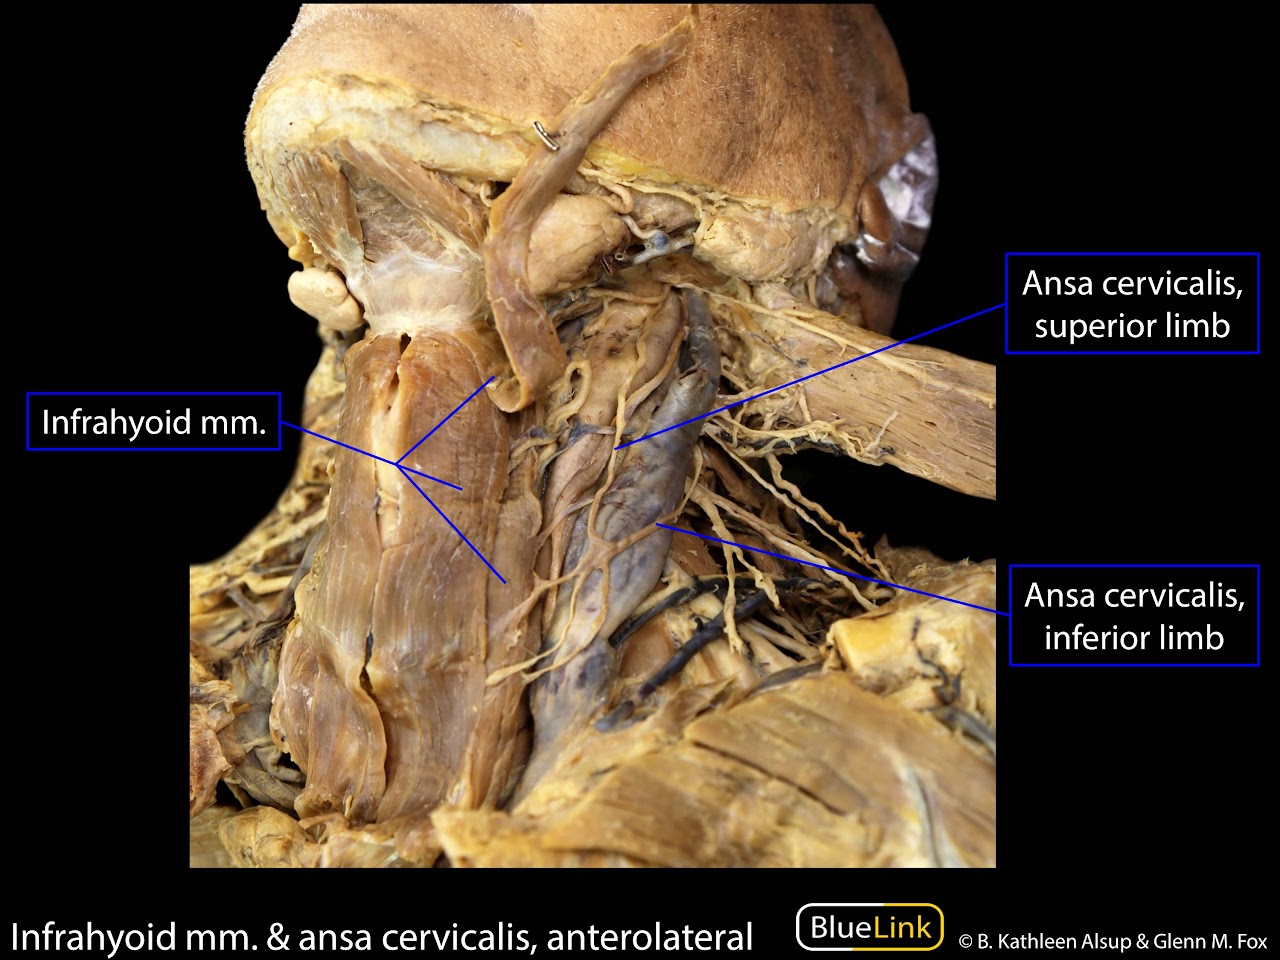 Ansa cervicalis,
superior limb
Infrahyoid mm.
Ansa cervicalis,
inferior limb
Infrahyoid mm. & ansa cervicalis, anterolateral
BlueLink
© B. Kathleen Alsup & Glenn M. Fox